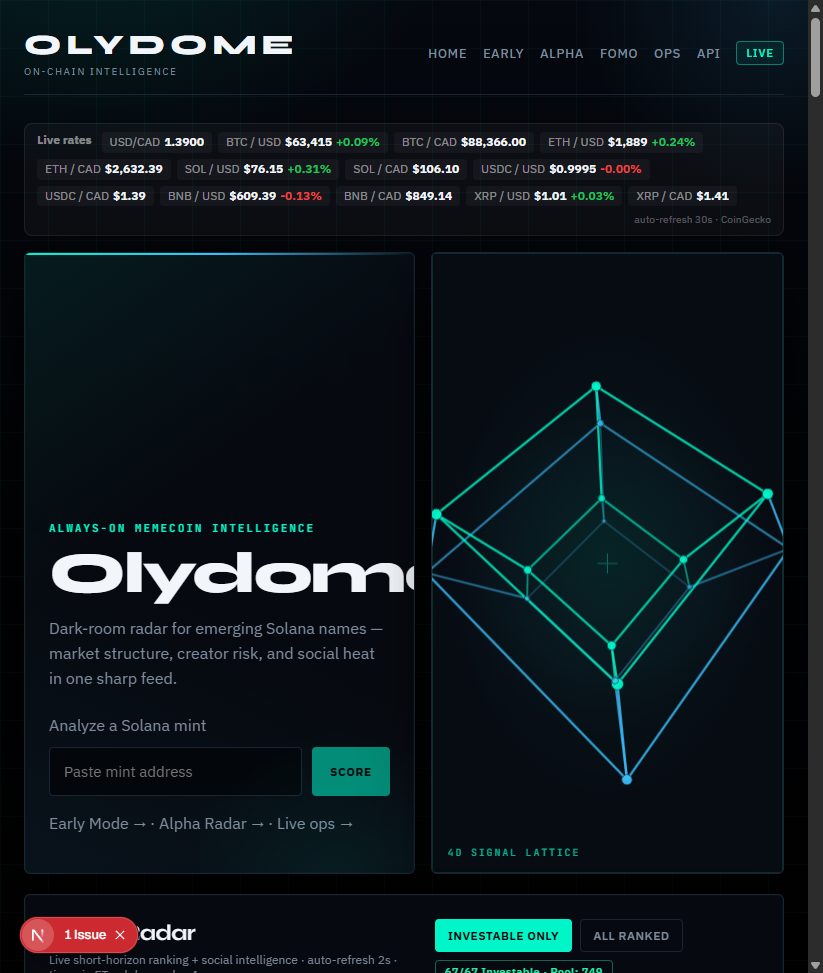 OLYDOME
ON-CHAIN INTELLIGENCE
HOME EARLY ALPHA FOMO OPS API LIVE
Live rates USD/CAD 1.3900 BTC / USD $63,415 +0.09% BTC / CAD $88,366.00 ETH / USD $1,889 +0.24%
ETH / CAD $2,632.39 SOL / USD $76.15 +0.31% SOL / CAD $106.10 USDC / USD $0.9995 -0.00%
USDC / CAD $1.39 BNB / USD $609.39 -0.13% BNB / CAD $849.14 XRP / USD $1.01 +0.03% XRP / CAD $1.41
auto-refresh 30s · CoinGecko
ALWAYS-ON MEMECOIN INTELLIGENCE
Olydom
Dark-room radar for emerging Solana names —
market structure, creator risk, and social heat
in one sharp feed.
Analyze a Solana mint
Paste mint address SCORE
Early Mode → · Alpha Radar → · Live ops →
4D SIGNAL LATTICE
adar
Live short-horizon ranking + social intelligence · auto-refresh 2s ·
INVESTABLE ONLY ALL RANKED
67/67 Investable · Pool: 749
N 1 Issue ×